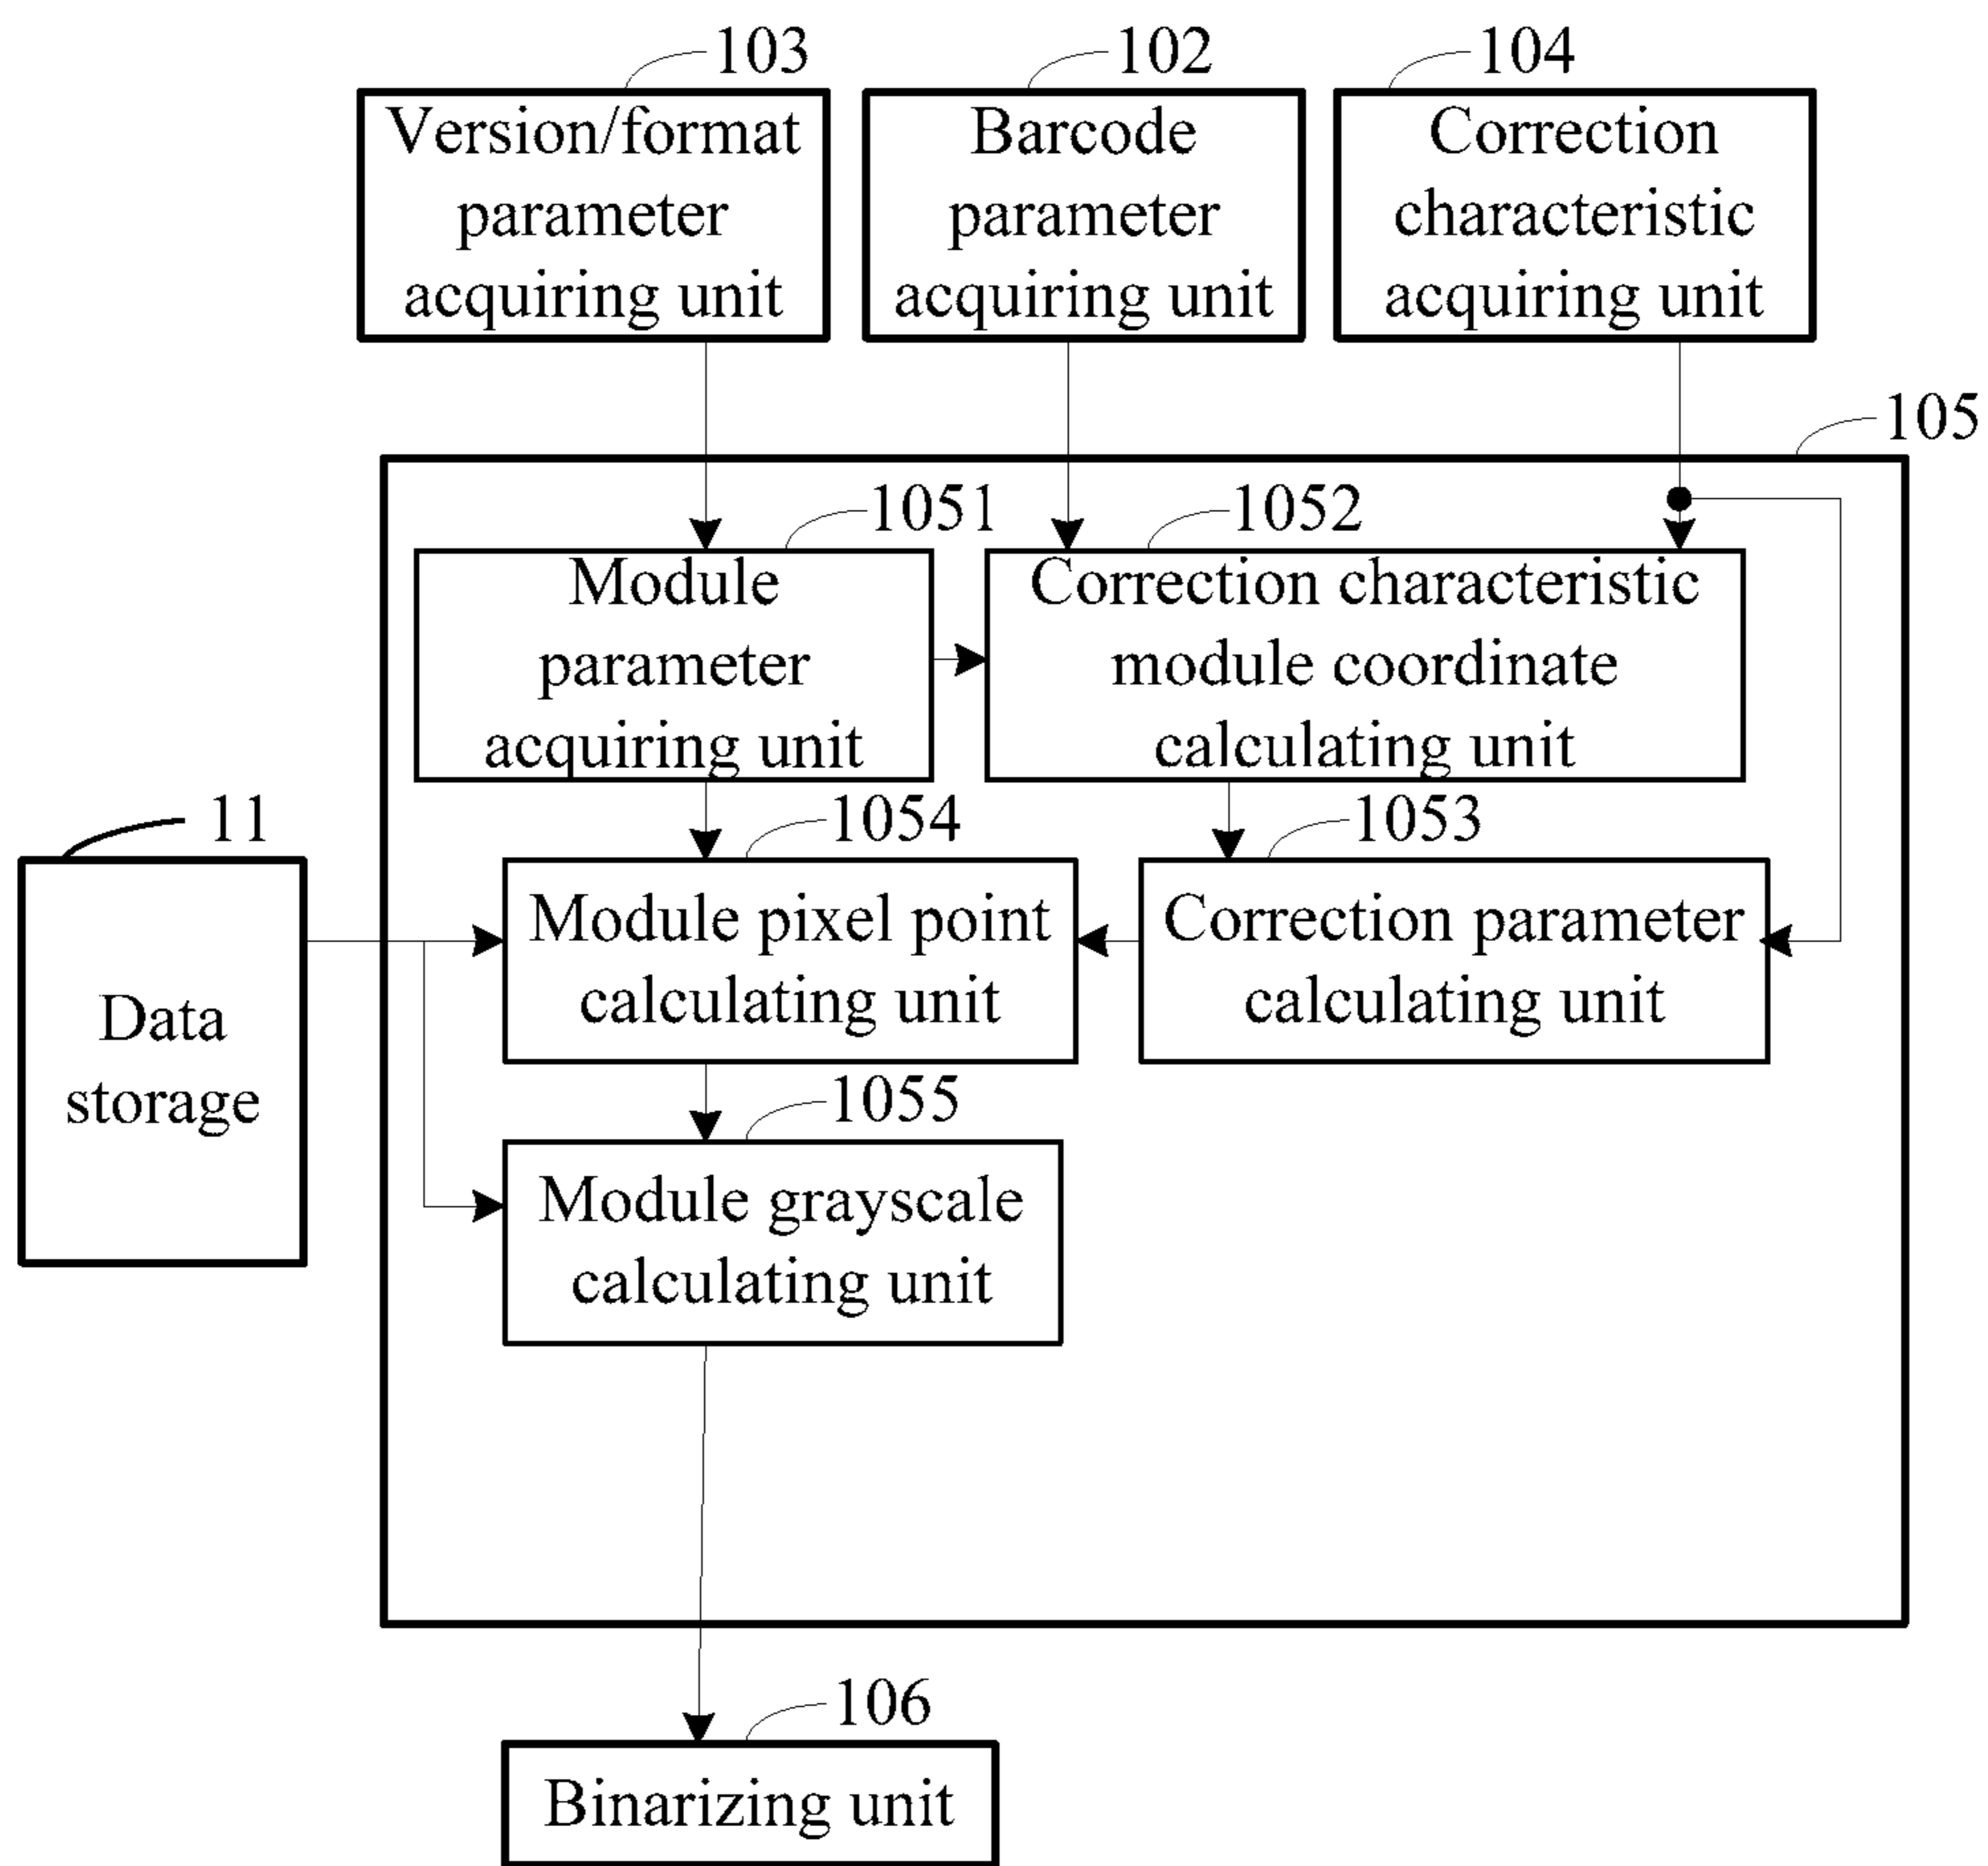 103
102
104
Version/format
parameter
acquiring unit
Barcode
parameter
acquiring unit
Correction
characteristic
acquiring unit
105
1051
1052
Module
parameter
acquiring unit
Correction characteristic
module coordinate
calculating unit
11
1054
1053
Data
storage
Module pixel point
calculating unit
Correction parameter
calculating unit
1055
Module grayscale
calculating unit
106
Binarizing unit